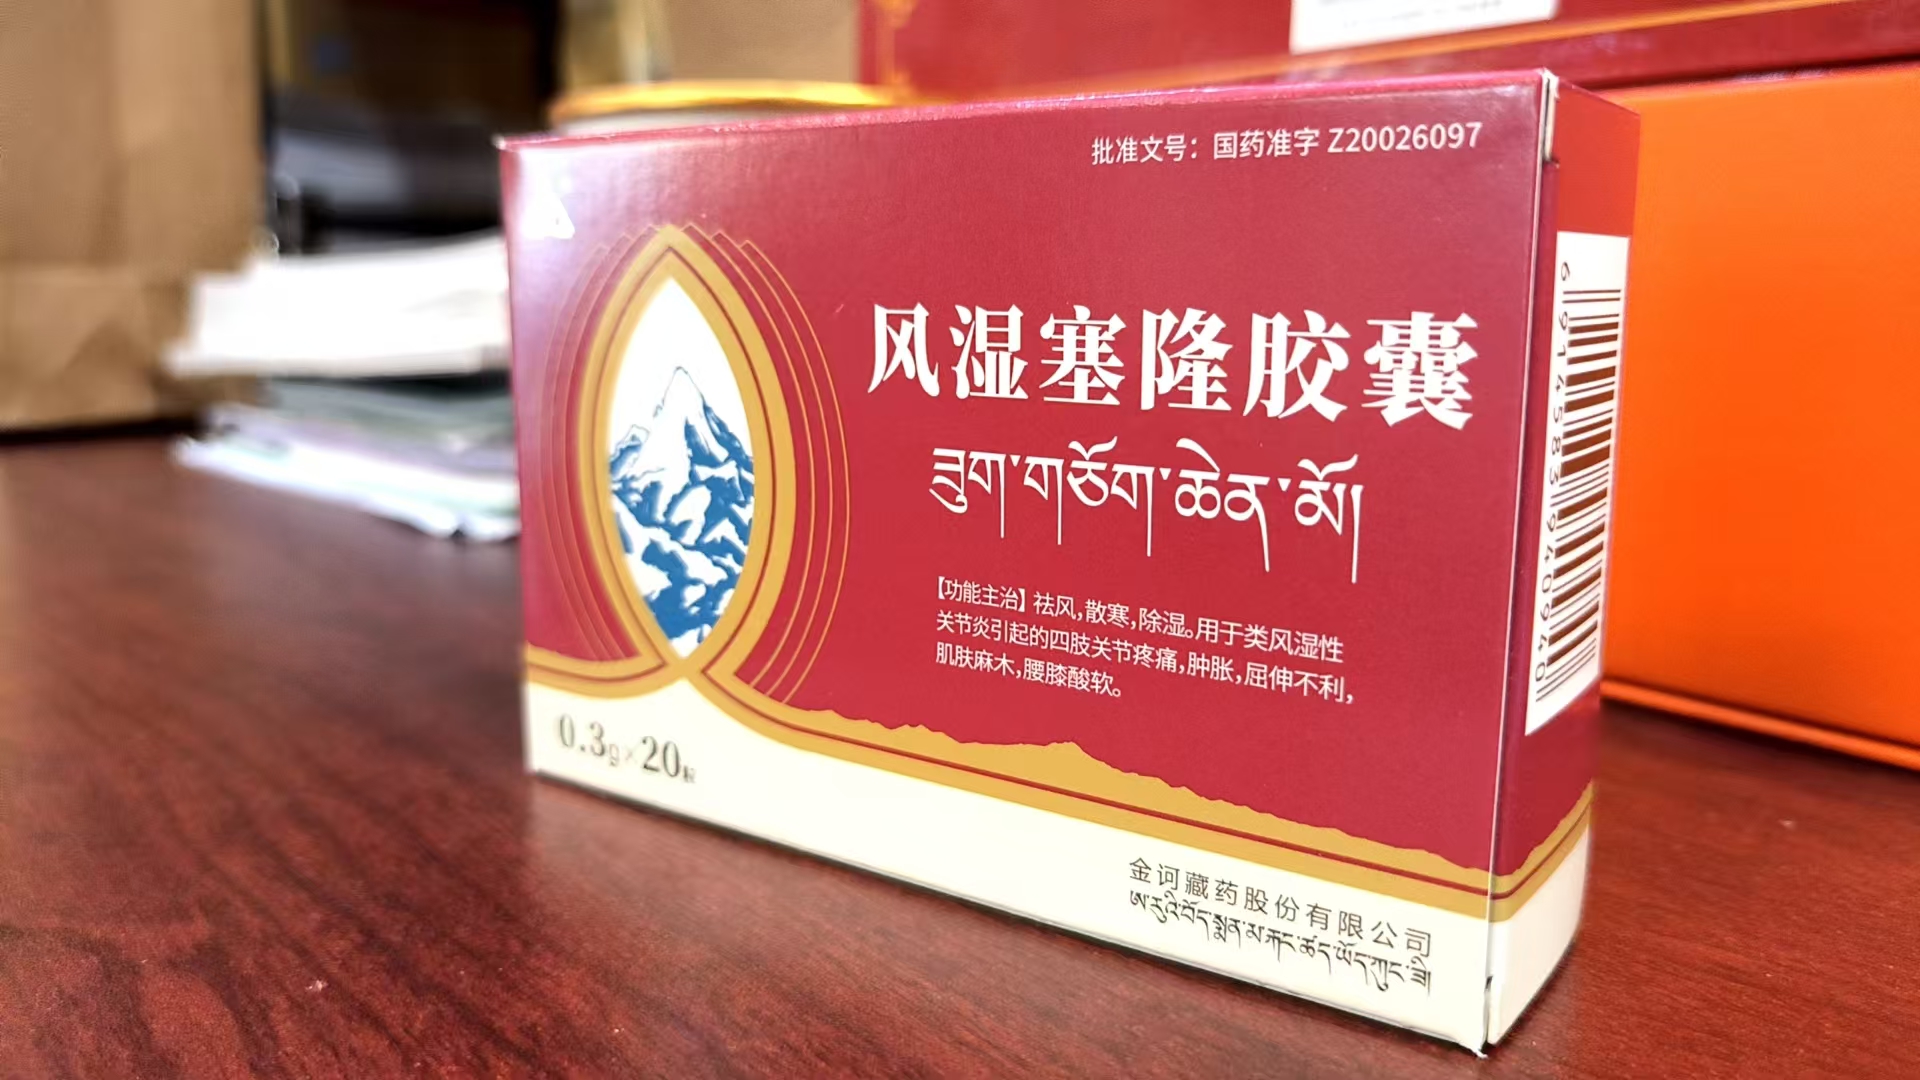 批准文号：国药准字 Z20026097
风湿塞隆胶囊
ཟུག་གཅོག་ཆེན་མོ།
【功能主治】祛风,散寒,除湿。用于类风湿性
关节炎引起的四肢关节疼痛,肿胀,屈伸不利,
肌肤麻木,腰膝酸软。
0.3g×20粒
金诃藏药股份有限公司
6 914583 940940